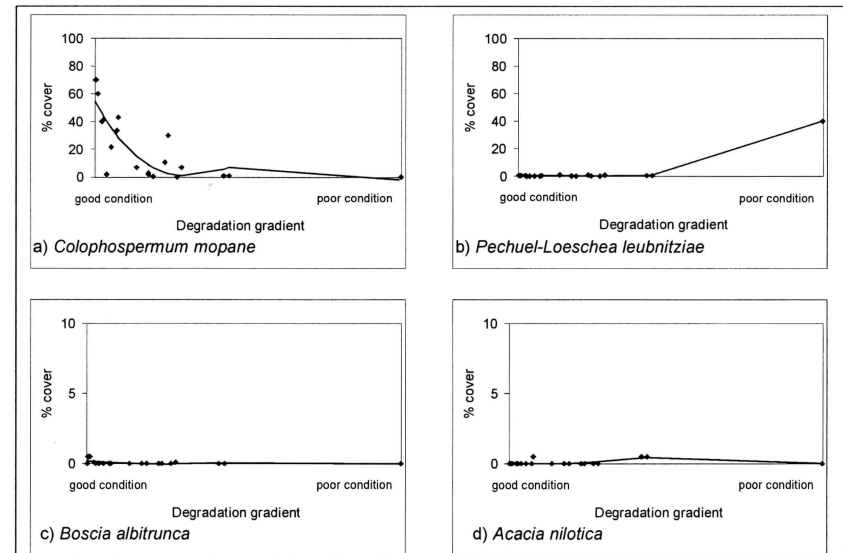 100
80
60
40
20
0
% cover
good condition poor condition
Degradation gradient
a) Colophospermum mopane
100
80
60
40
20
0
% cover
good condition poor condition
Degradation gradient
b) Pechuel-Loeschea leubnitziae
10
5
0
% cover
good condition poor condition
Degradation gradient
c) Boscia albitrunca
10
5
0
% cover
good condition poor condition
Degradation gradient
d) Acacia nilotica